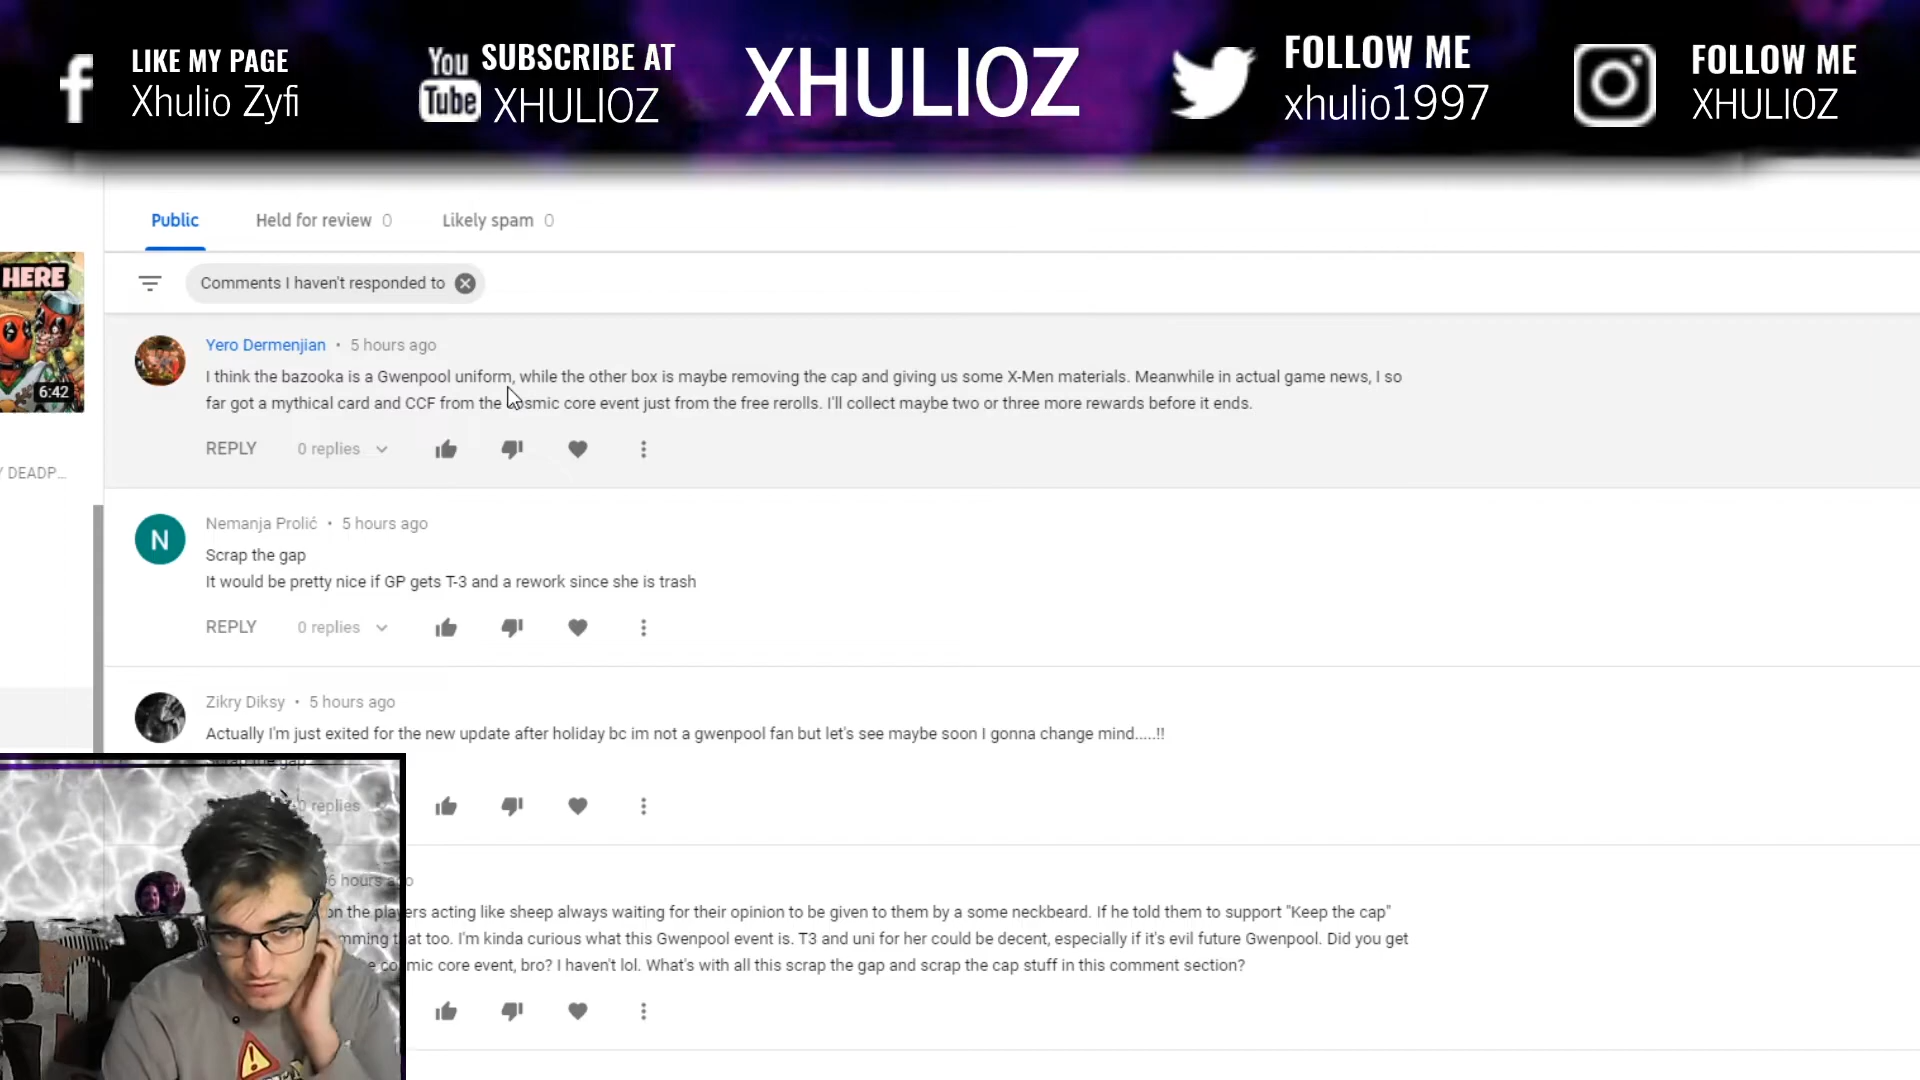 LIKE MY PAGE
Xhulio Zyfi
You
Tube
SUBSCRIBE AT
XHULIOZ
XHULIOZ
FOLLOW ME
xhulio1997
FOLLOW ME
XHULIOZ
Public
Held for review 0
Likely spam 0
Comments I haven't responded to
HERE
6:42
Y DEADP...
Yero Dermenjian • 5 hours ago
I think the bazooka is a Gwenpool uniform, while the other box is maybe removing the cap and giving us some X-Men materials. Meanwhile in actual game news, I so
far got a mythical card and CCF from the cosmic core event just from the free rerolls. I'll collect maybe two or three more rewards before it ends.
REPLY 0 replies
N
Nemanja Prolić • 5 hours ago
Scrap the gap
It would be pretty nice if GP gets T-3 and a rework since she is trash
REPLY 0 replies
Zikry Diksy • 5 hours ago
Actually I'm just exited for the new update after holiday bc im not a gwenpool fan but let's see maybe soon I gonna change mind.....!!
Scrap the gap
0 replies
6 hours ago
on the players acting like sheep always waiting for their opinion to be given to them by a some neckbeard. If he told them to support "Keep the cap"
that too. I'm kinda curious what this Gwenpool event is. T3 and uni for her could be decent, especially if it's evil future Gwenpool. Did you get
cosmic core event, bro? I haven't lol. What's with all this scrap the gap and scrap the cap stuff in this comment section?